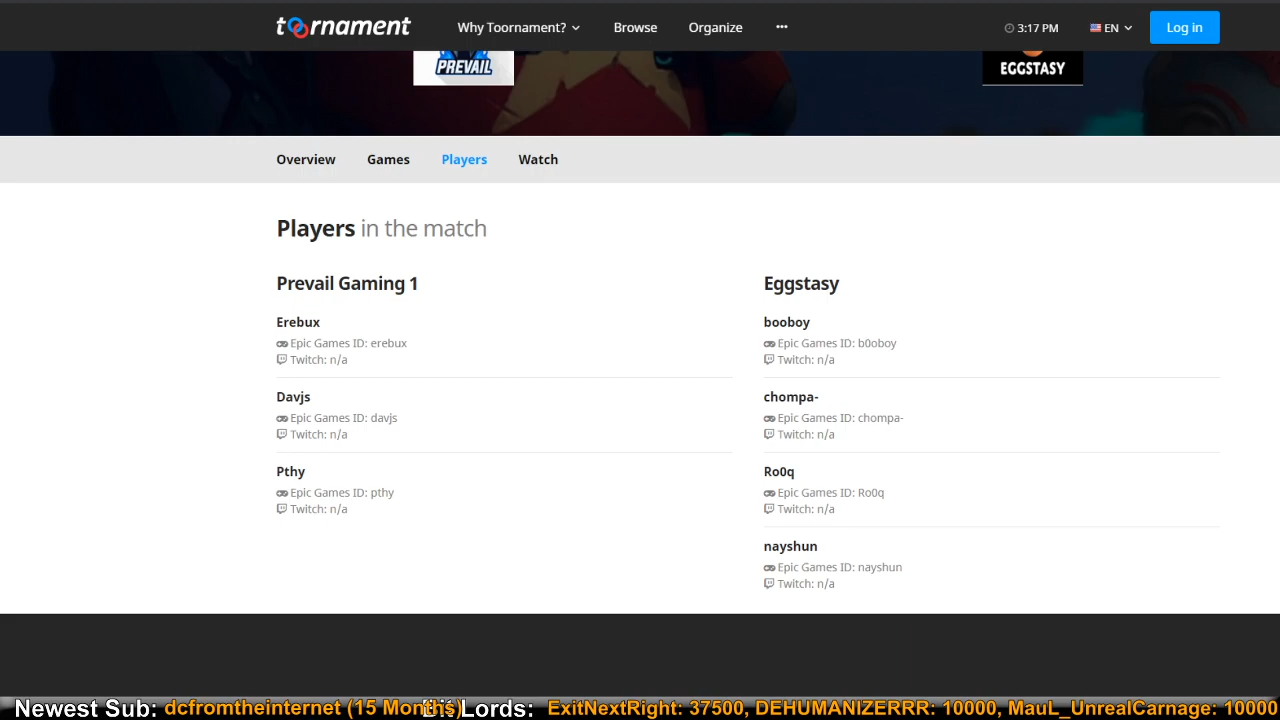 toornament Why Toornament? Browse Organize ••• 3:17 PM EN Log in
PREVAIL EGGSTASY
Overview Games Players Watch
Players in the match
Prevail Gaming 1
Erebux
Epic Games ID: erebux
Twitch: n/a
Davjs
Epic Games ID: davjs
Twitch: n/a
Pthy
Epic Games ID: pthy
Twitch: n/a
Eggstasy
booboy
Epic Games ID: b0oboy
Twitch: n/a
chompa-
Epic Games ID: chompa-
Twitch: n/a
Ro0q
Epic Games ID: Ro0q
Twitch: n/a
nayshun
Epic Games ID: nayshun
Twitch: n/a
Newest Sub: dcfromtheinternet (15 Months) Lords: ExitNextRight: 37500, DEHUMANIZERRR: 10000, MauL_UnrealCarnage: 10000